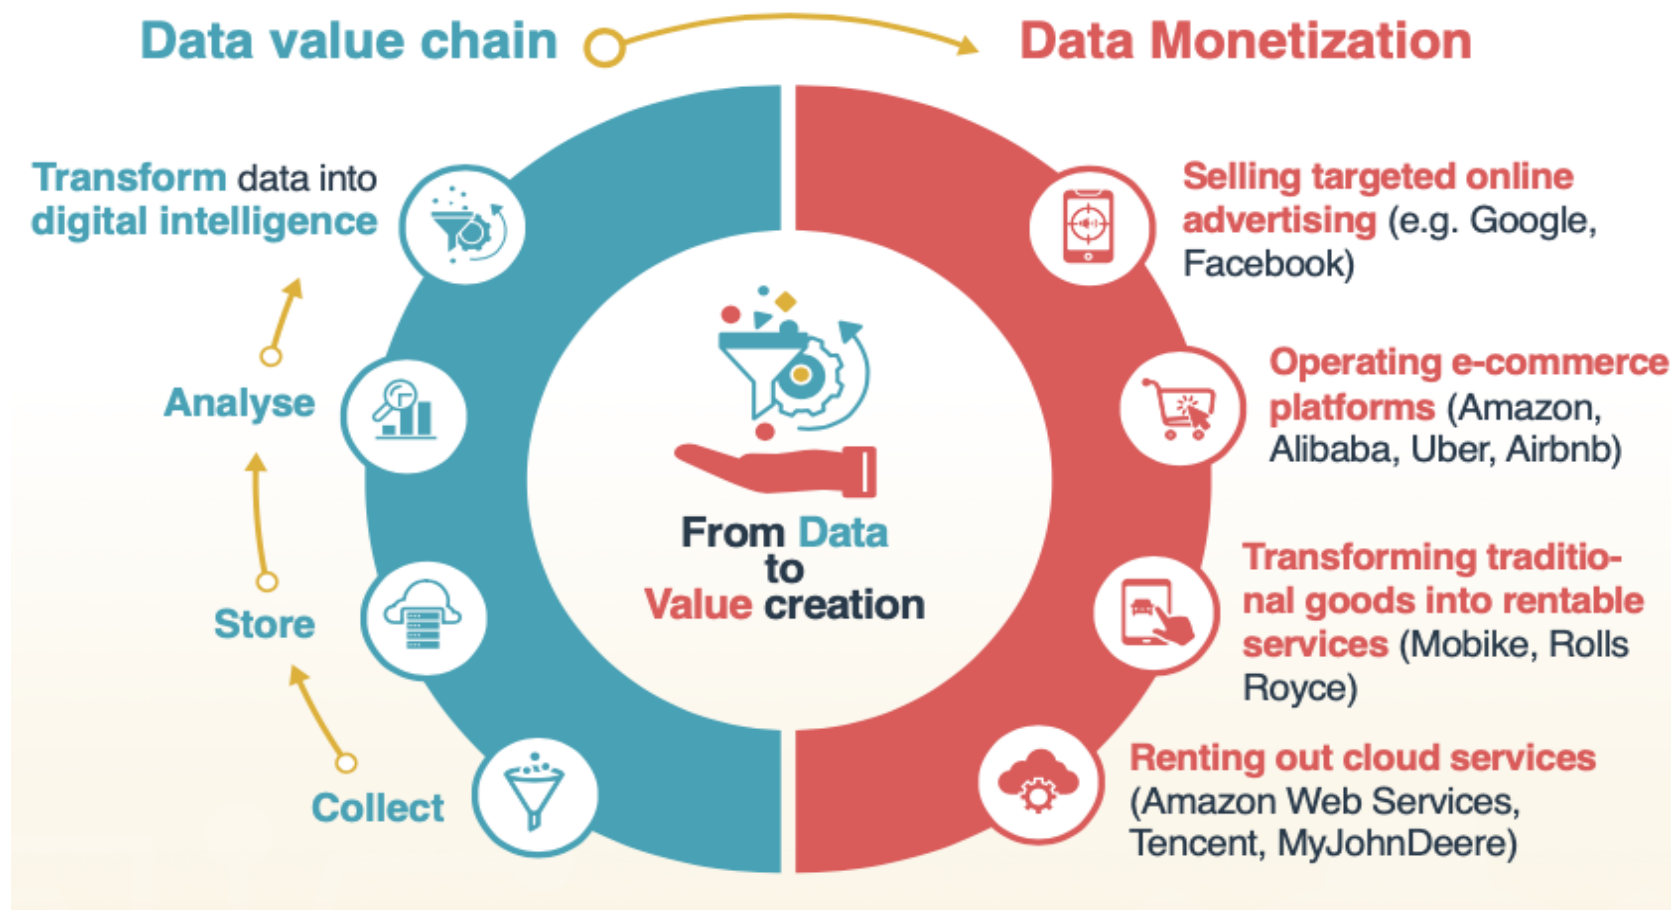 Data value chain
Data Monetization
Transform data into
digital intelligence
Analyse
Store
Collect
From Data
to
Value creation
Selling targeted online
advertising (e.g. Google,
Facebook)
Operating e-commerce
platforms (Amazon,
Alibaba, Uber, Airbnb)
Transforming traditio-
nal goods into rentable
services (Mobike, Rolls
Royce)
Renting out cloud services
(Amazon Web Services,
Tencent, MyJohnDeere)